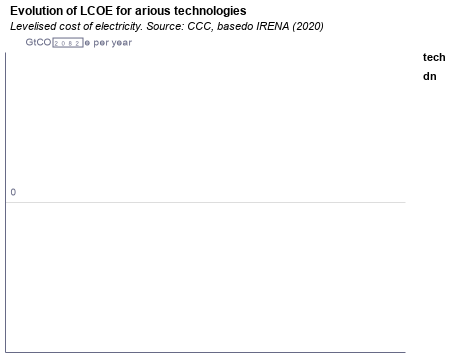 Evolution of LCOE for arious technologies
Levelised cost of electricity. Source: CCC, basedo IRENA (2020)
GtCO₂e per year
tech
dn
0